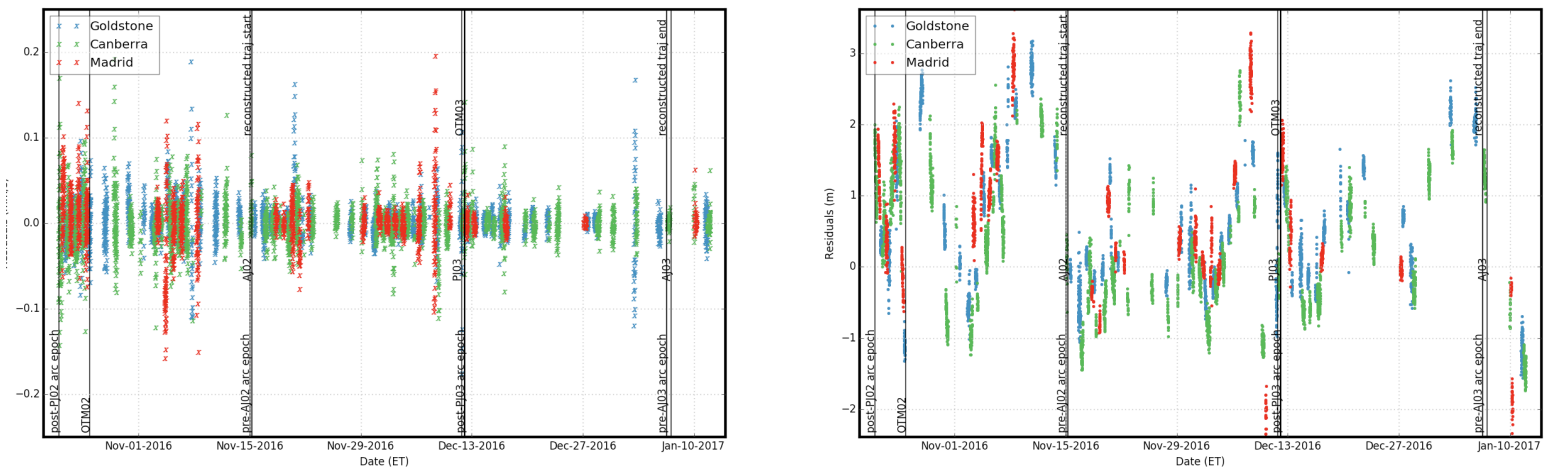 Goldstone
Canberra
Madrid
0.2
0.1
0.0
−0.1
−0.2
post-PJ02 arc epoch
OTM02
reconstructed traj start
AJ02
pre-AJ02 arc epoch
OTM03
PJ03
post-PJ03 arc epoch
reconstructed traj end
AJ03
pre-AJ03 arc epoch
Nov-01-2016
Nov-15-2016
Nov-29-2016
Dec-13-2016
Dec-27-2016
Jan-10-2017
Date (ET)
Goldstone
Canberra
Madrid
Residuals (m)
3
2
1
0
−1
−2
post-PJ02 arc epoch
OTM02
reconstructed traj start
AJ02
pre-AJ02 arc epoch
OTM03
PJ03
post-PJ03 arc epoch
reconstructed traj end
AJ03
pre-AJ03 arc epoch
Nov-01-2016
Nov-15-2016
Nov-29-2016
Dec-13-2016
Dec-27-2016
Jan-10-2017
Date (ET)